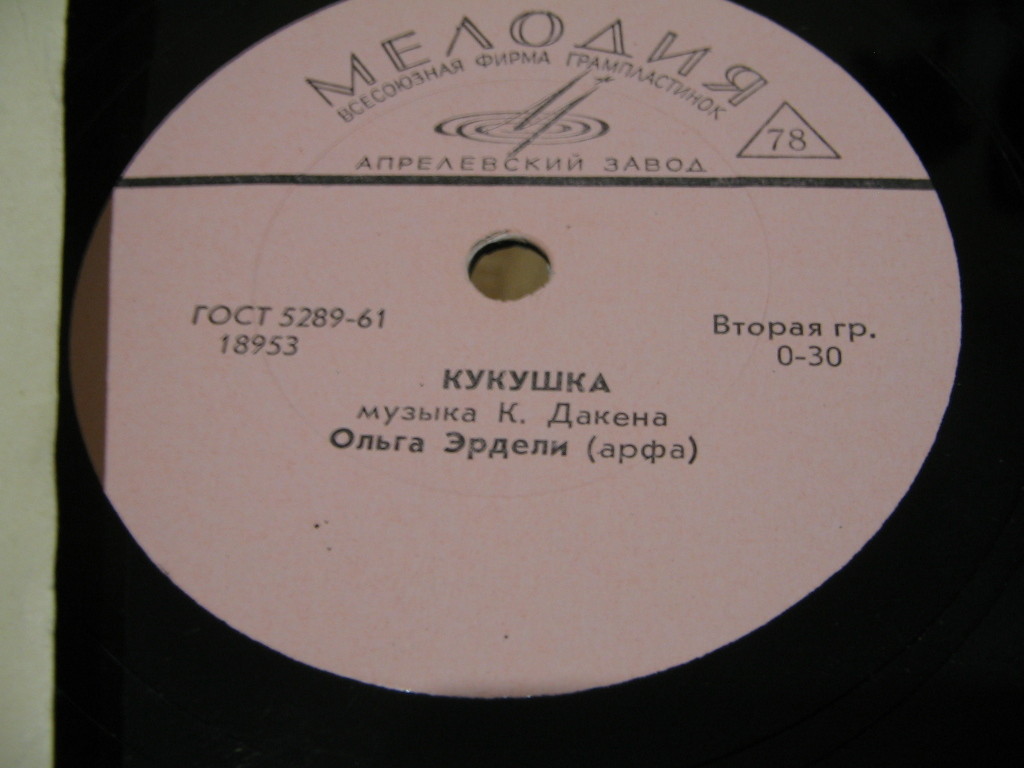 МЕЛОДИЯ
ВСЕСОЮЗНАЯ ФИРМА ГРАМПЛАСТИНОК
78
АПРЕЛЕВСКИЙ ЗАВОД
ГОСТ 5289-61
18953
Вторая гр.
0-30
КУКУШКА
музыка К. Дакена
Ольга Эрдели (арфа)